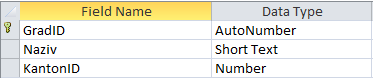 Field Name Data Type
GradID AutoNumber
Naziv Short Text
KantonID Number